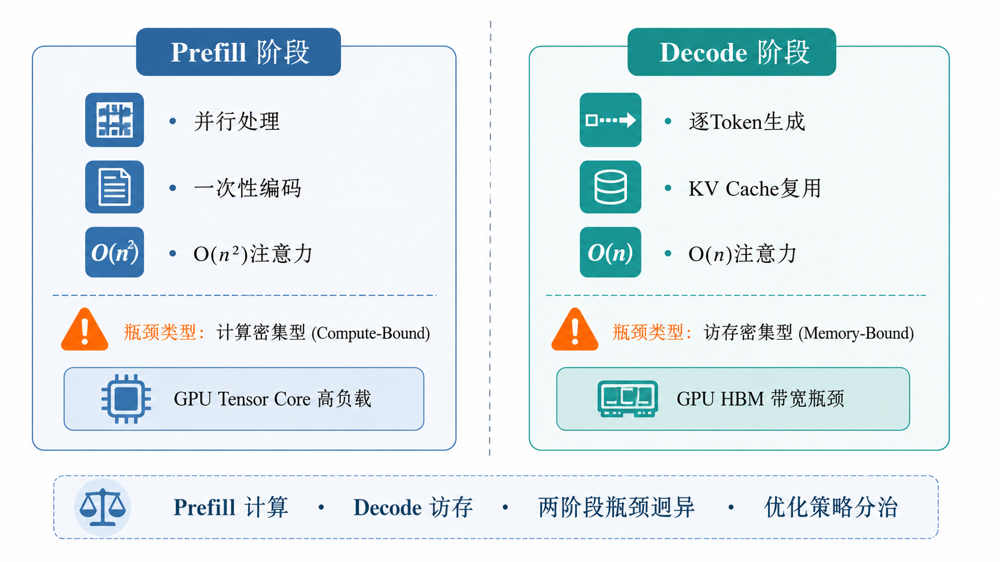 Prefill 阶段
• 并行处理
• 一次性编码
O(n²)
• O(n²)注意力
瓶颈类型：计算密集型 (Compute-Bound)
GPU Tensor Core 高负载
Decode 阶段
• 逐Token生成
• KV Cache复用
O(n)
• O(n)注意力
瓶颈类型：访存密集型 (Memory-Bound)
GPU HBM 带宽瓶颈
Prefill 计算 • Decode 访存 • 两阶段瓶颈迥异 • 优化策略分治